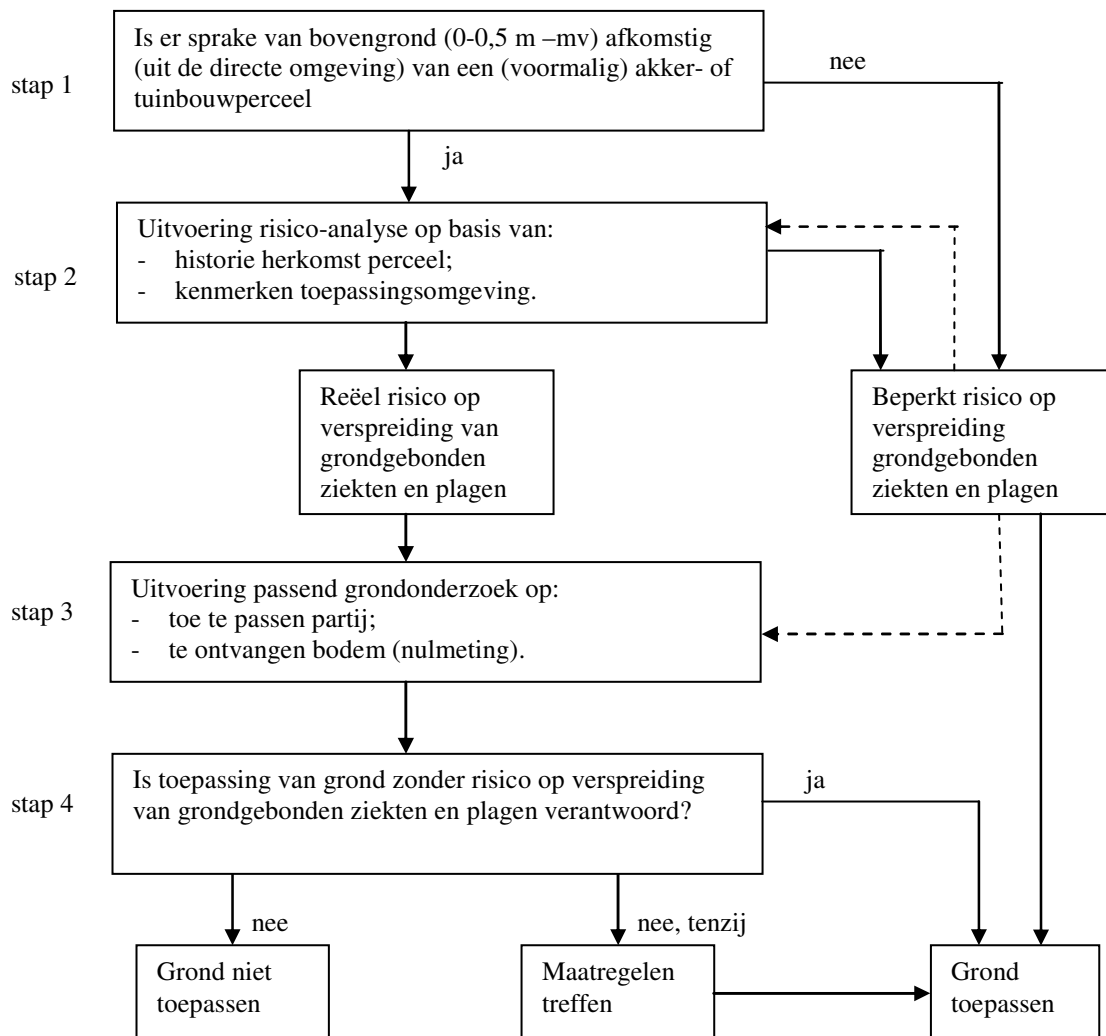 Is er sprake van bovengrond (0-0,5 m –mv) afkomstig
(uit de directe omgeving) van een (voormalig) akker- of
tuinbouwperceel
nee
stap 1
ja
Uitvoering risico-analyse op basis van:
- historie herkomst perceel;
- kenmerken toepassingsomgeving.
stap 2
Reëel risico op
verspreiding van
grondgebonden
ziekten en plagen
Beperkt risico op
verspreiding
grondgebonden
ziekten en plagen
Uitvoering passend grondonderzoek op:
- toe te passen partij;
- te ontvangen bodem (nulmeting).
stap 3
Is toepassing van grond zonder risico op verspreiding
van grondgebonden ziekten en plagen verantwoord?
ja
stap 4
nee
nee, tenzij
Grond niet
toepassen
Maatregelen
treffen
Grond
toepassen